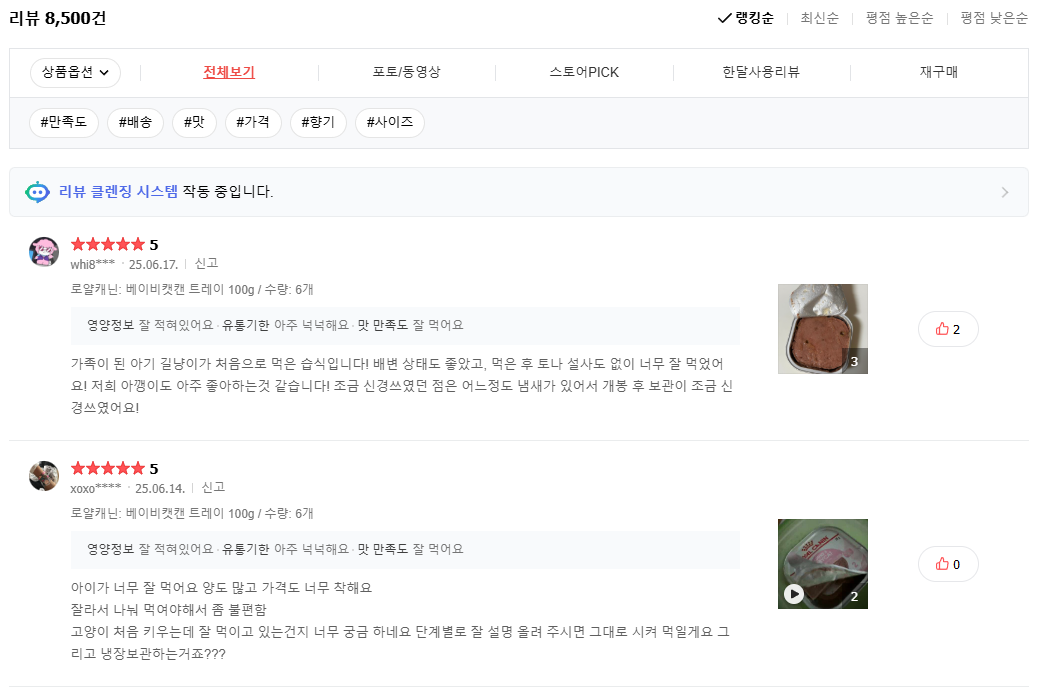 리뷰 8,500건
랭킹순 최신순 평점 높은순 평점 낮은순
상품옵션 전체보기 포토/동영상 스토어PICK 한달사용리뷰 재구매
#만족도 #배송 #맛 #가격 #향기 #사이즈
리뷰 클렌징 시스템 작동 중입니다.
5
whi8*** · 25.06.17. 신고
로얄캐닌: 베이비캣캔 트레이 100g / 수량: 6개
영양정보 잘 적혀있어요 · 유통기한 아주 넉넉해요 · 맛 만족도 잘 먹어요
가족이 된 아기 길냥이가 처음으로 먹은 습식입니다! 배변 상태도 좋았고, 먹은 후 토나 설사도 없이 너무 잘 먹었어
요! 저희 아깽이도 아주 좋아하는것 같습니다! 조금 신경쓰였던 점은 어느정도 냄새가 있어서 개봉 후 보관이 조금 신
경쓰였어요!
3
2
5
xoxo**** · 25.06.14. 신고
로얄캐닌: 베이비캣캔 트레이 100g / 수량: 6개
영양정보 잘 적혀있어요 · 유통기한 아주 넉넉해요 · 맛 만족도 잘 먹어요
아이가 너무 잘 먹어요 양도 많고 가격도 너무 착해요
잘라서 나눠 먹여야해서 좀 불편함
고양이 처음 키우는데 잘 먹이고 있는건지 너무 궁금 하네요 단계별로 잘 설명 올려 주시면 그대로 시켜 먹일게요 그
리고 냉장보관하는거죠???
2
0